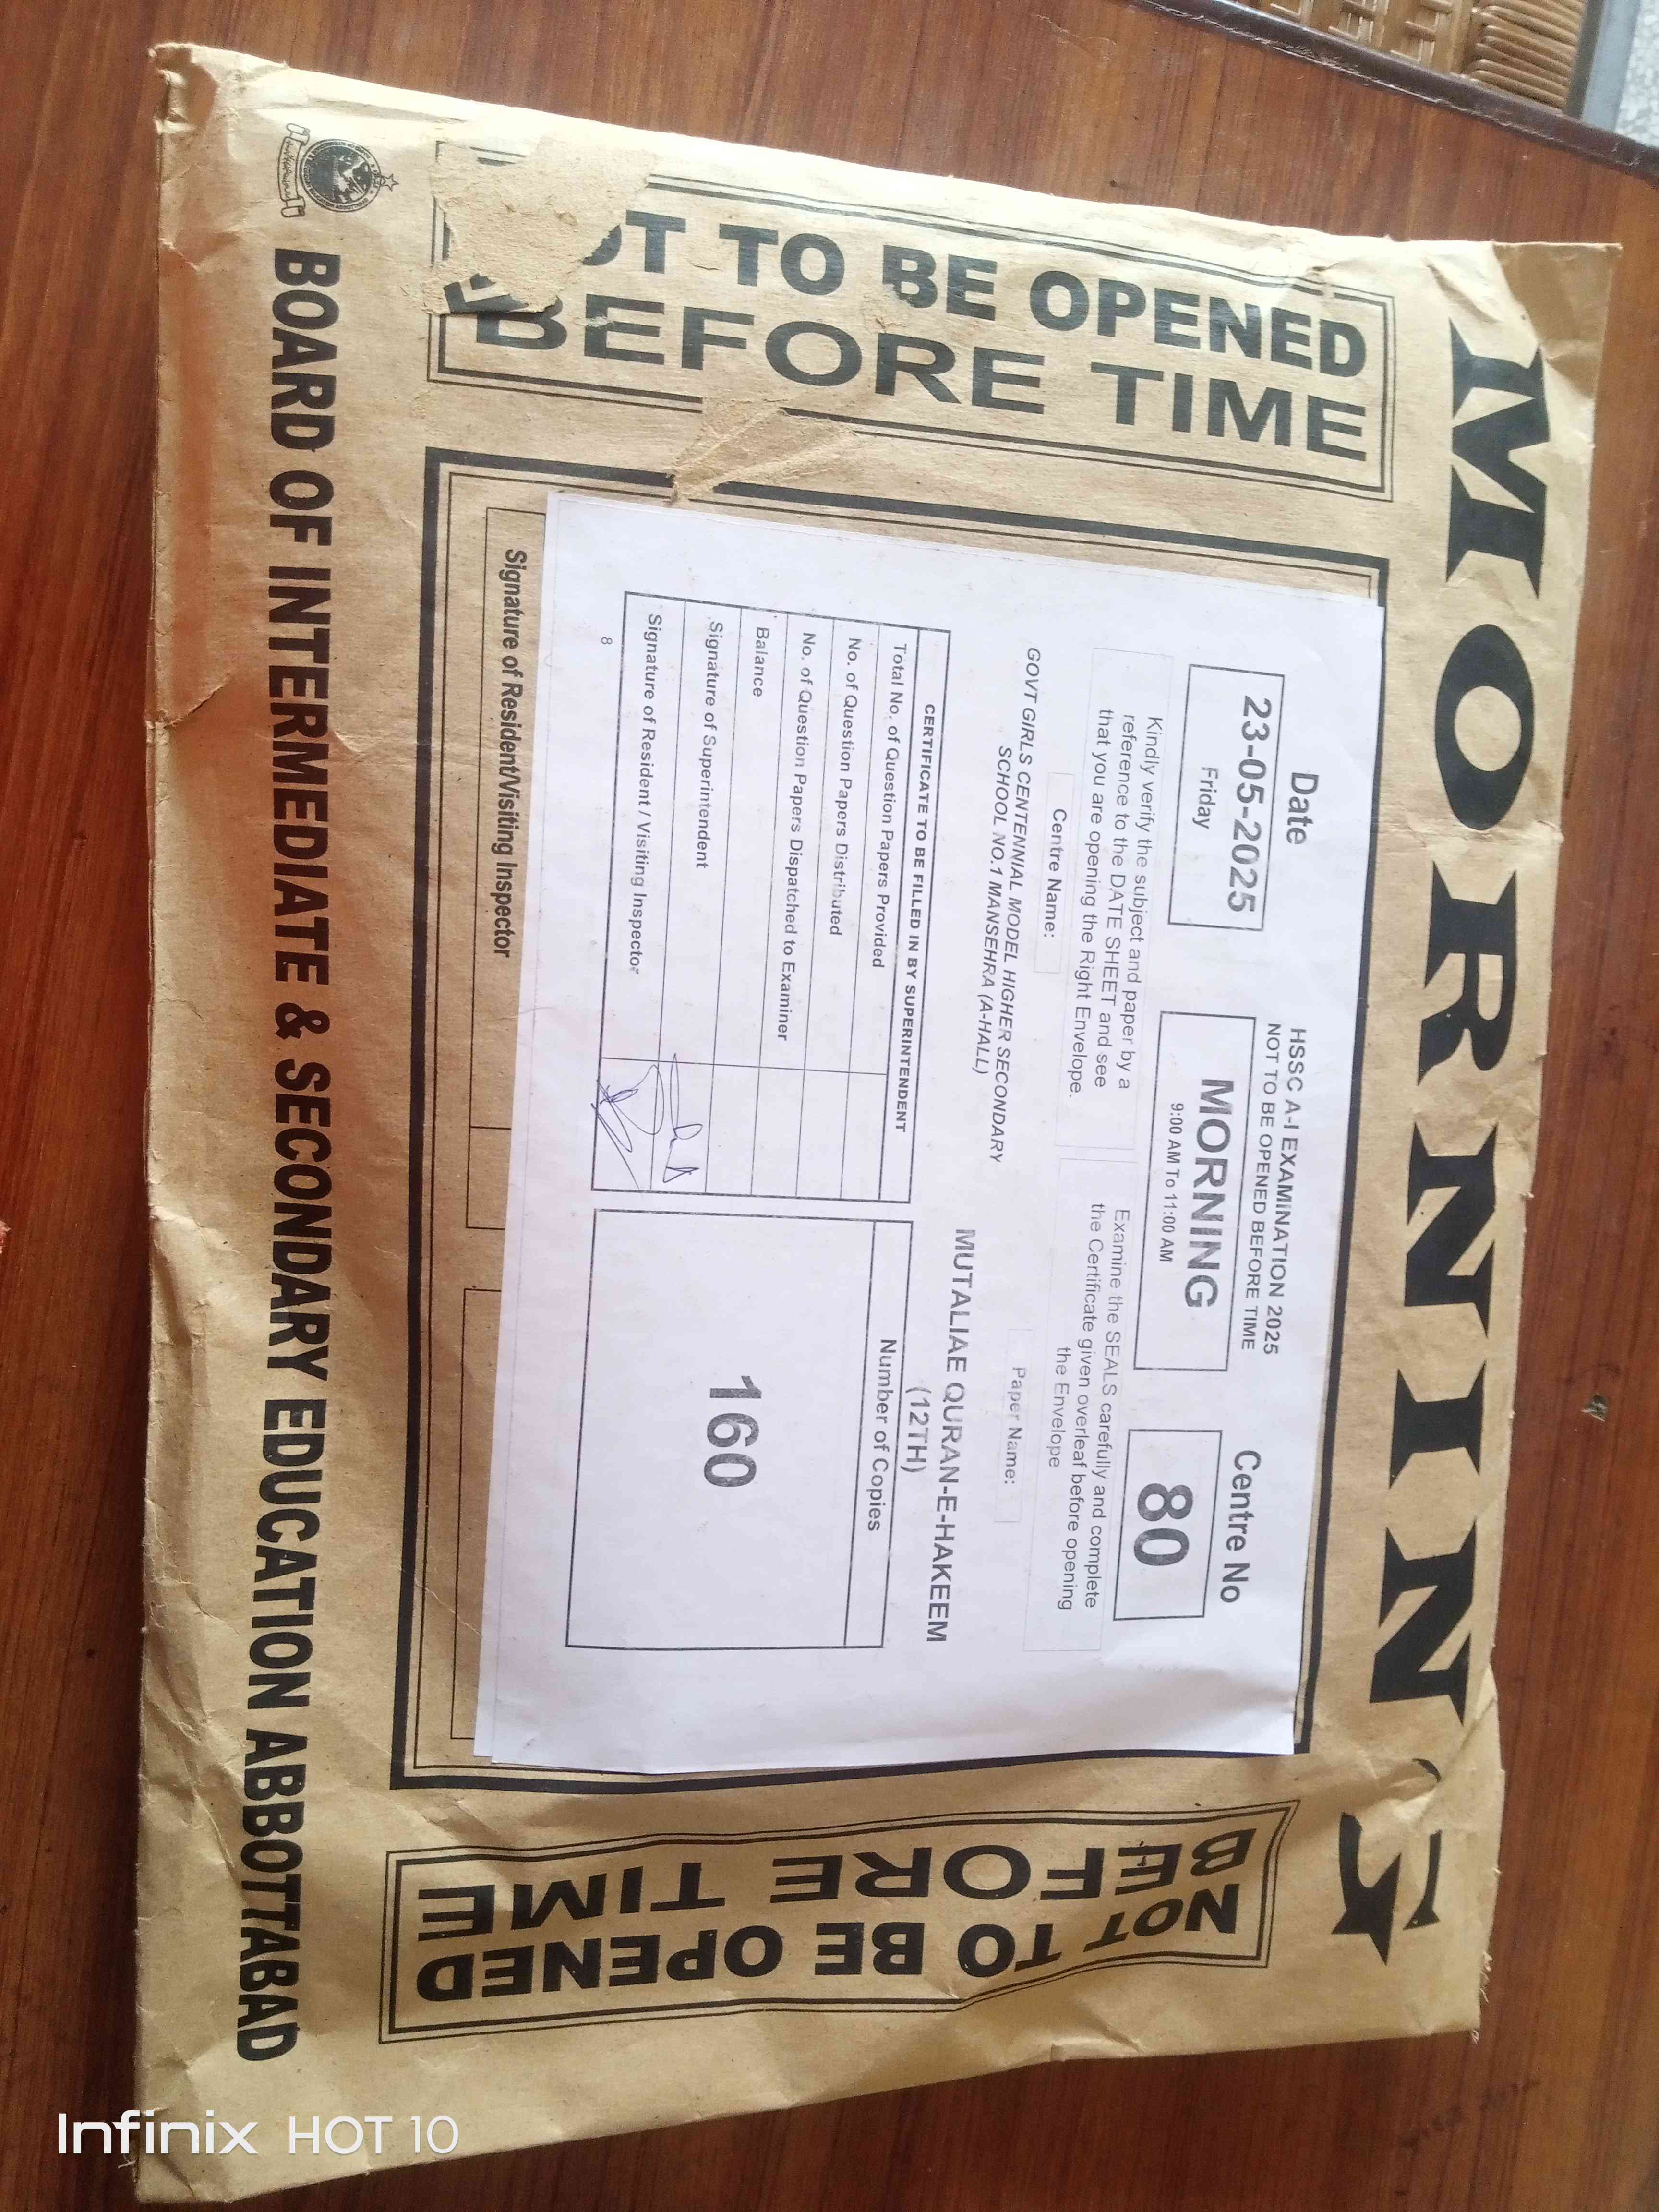 MORNING
NOT TO BE OPENED
BEFORE TIME
Date
23-05-2025
Friday
HSSC A-I EXAMINATION 2025
NOT TO BE OPENED BEFORE TIME
MORNING
9:00 AM To 11:00 AM
Centre No
80
Kindly verify the subject and paper by a
reference to the DATE SHEET and see
that you are opening the Right Envelope.
Examine the SEALS carefully and complete
the Certificate given overleaf before opening
the Envelope
Centre Name:
GOVT GIRLS CENTENNIAL MODEL HIGHER SECONDARY
SCHOOL NO.1 MANSEHRA (A-HALL)
Paper Name:
MUTALIAE QURAN-E-HAKEEM
(12TH)
CERTIFICATE TO BE FILLED IN BY SUPERINTENDENT
Total No. of Question Papers Provided
No. of Question Papers Distributed
No. of Question Papers Dispatched to Examiner
Balance
Signature of Superintendent
Signature of Resident / Visiting Inspector
8
Number of Copies
160
Signature of Resident/Visiting Inspector
NOT TO BE OPENED
BEFORE TIME
BOARD OF INTERMEDIATE & SECONDARY EDUCATION ABBOTTABAD
Infinix HOT 10